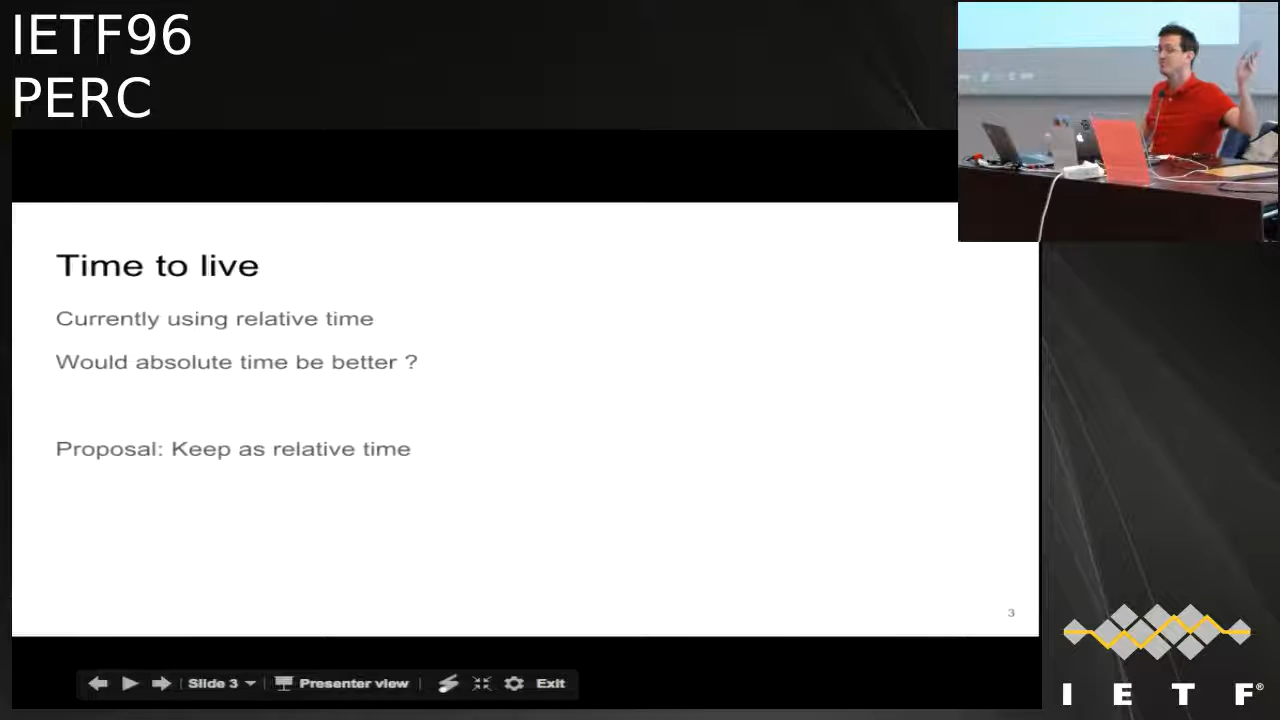 IETF96
PERC
Time to live
Currently using relative time
Would absolute time be better ?
Proposal: Keep as relative time
3
Slide 3
Presenter view
Exit
I E T F®